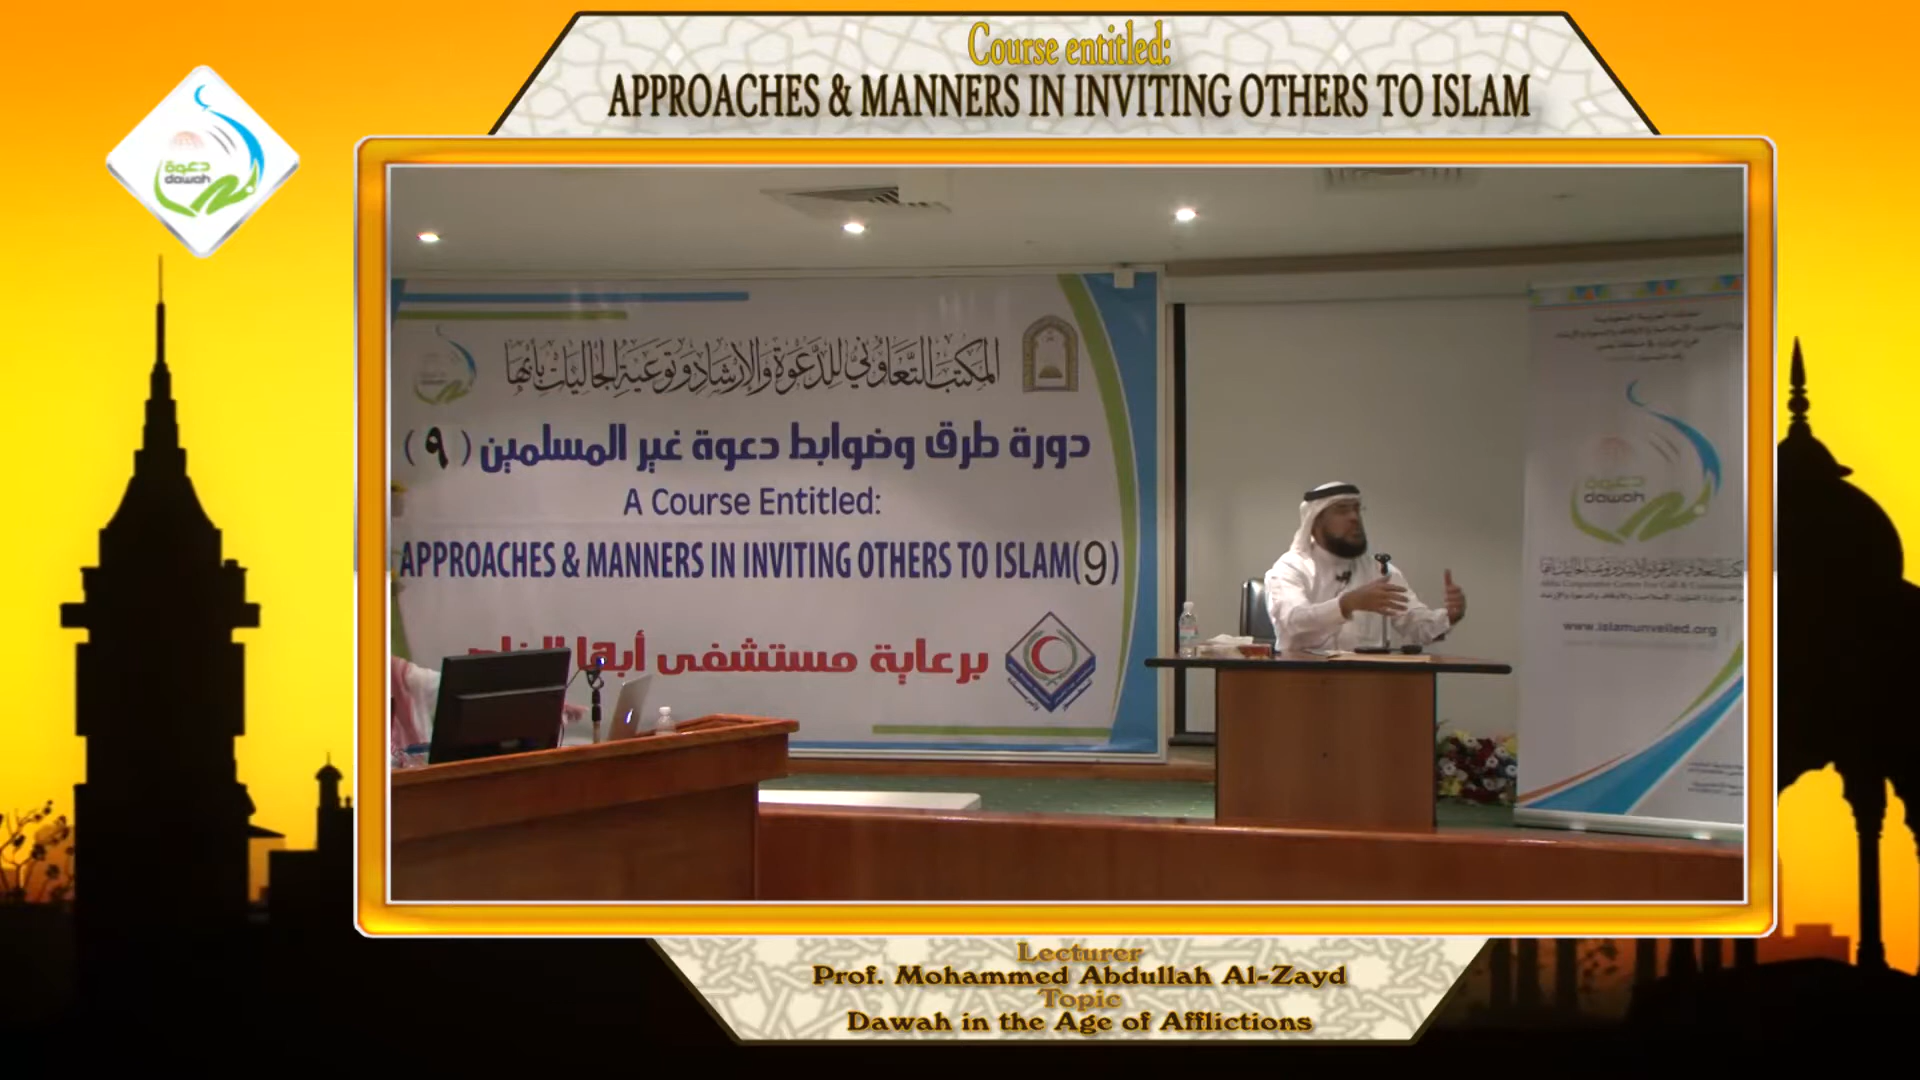 Course entitled:
APPROACHES & MANNERS IN INVITING OTHERS TO ISLAM
دعوة
dawah
المكتب التعاوني للدعوة والإرشاد وتوعية الجاليات بأبها
دورة طرق وضوابط دعوة غير المسلمين (٩)
A Course Entitled:
APPROACHES & MANNERS IN INVITING OTHERS TO ISLAM(9)
برعاية مستشفى أبها
دعوة
dawah
www.islamunveiled.org
Lecturer
Prof. Mohammed Abdullah Al-Zayd
Topic
Dawah in the Age of Afflictions